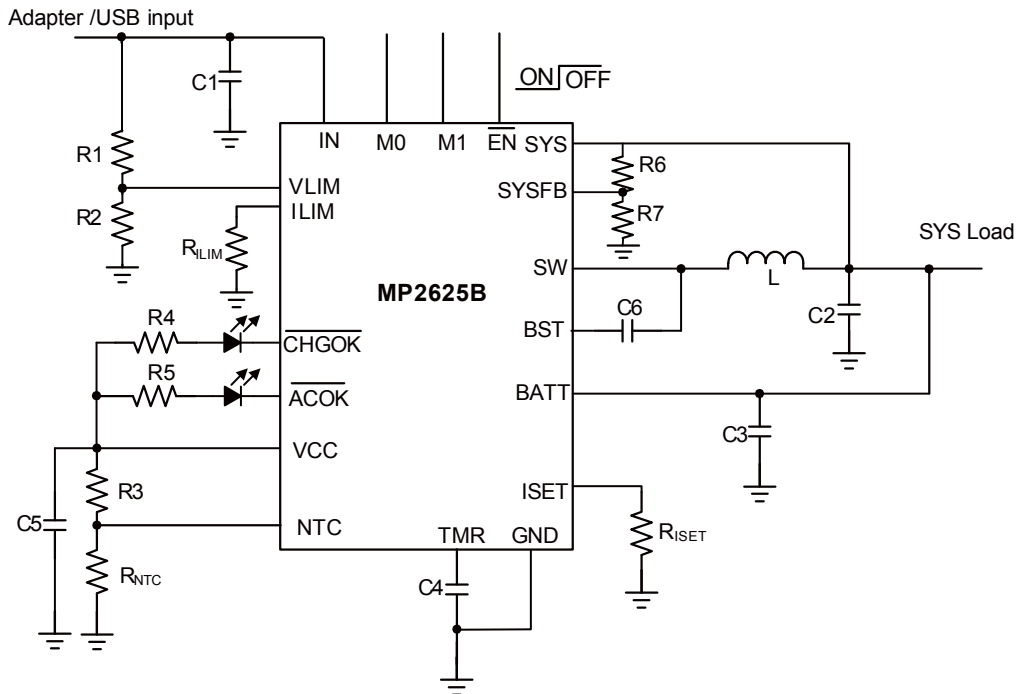 Adapter /USB input
C1
ON OFF
IN M0 M1 EN SYS
R1
R6
VLIM
SYSFB
ILIM
R2
R7
RILIM
SYS Load
SW
MP2625B
L
C2
R4
C6
BST
CHGOK
R5
ACOK
BATT
C3
VCC
R3
ISET
C5
NTC
TMR GND
RISET
RNTC
C4